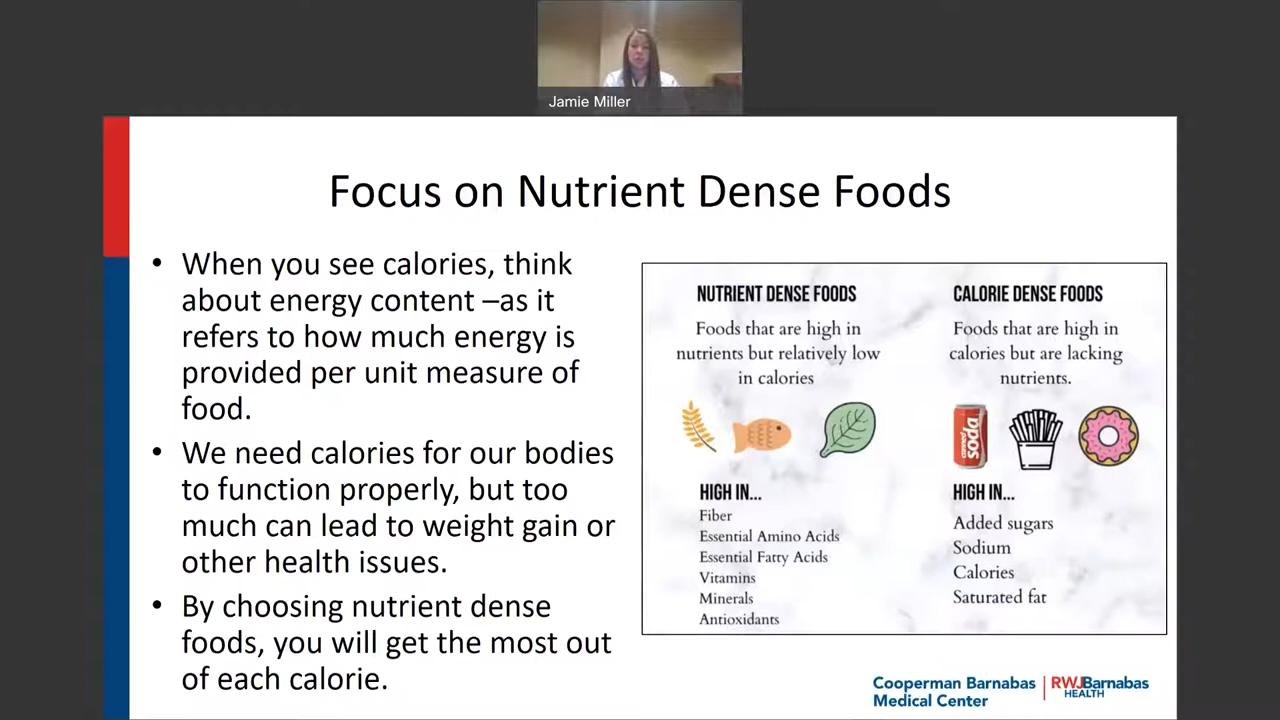 Jamie Miller
Focus on Nutrient Dense Foods
• When you see calories, think
about energy content –as it
refers to how much energy is
provided per unit measure of
food.
• We need calories for our bodies
to function properly, but too
much can lead to weight gain or
other health issues.
• By choosing nutrient dense
foods, you will get the most out
of each calorie.
NUTRIENT DENSE FOODS
Foods that are high in
nutrients but relatively low
in calories
HIGH IN...
Fiber
Essential Amino Acids
Essential Fatty Acids
Vitamins
Minerals
Antioxidants
CALORIE DENSE FOODS
Foods that are high in
calories but are lacking
nutrients.
canned
soda
HIGH IN...
Added sugars
Sodium
Calories
Saturated fat
Cooperman Barnabas
Medical Center
RWJBarnabas
HEALTH